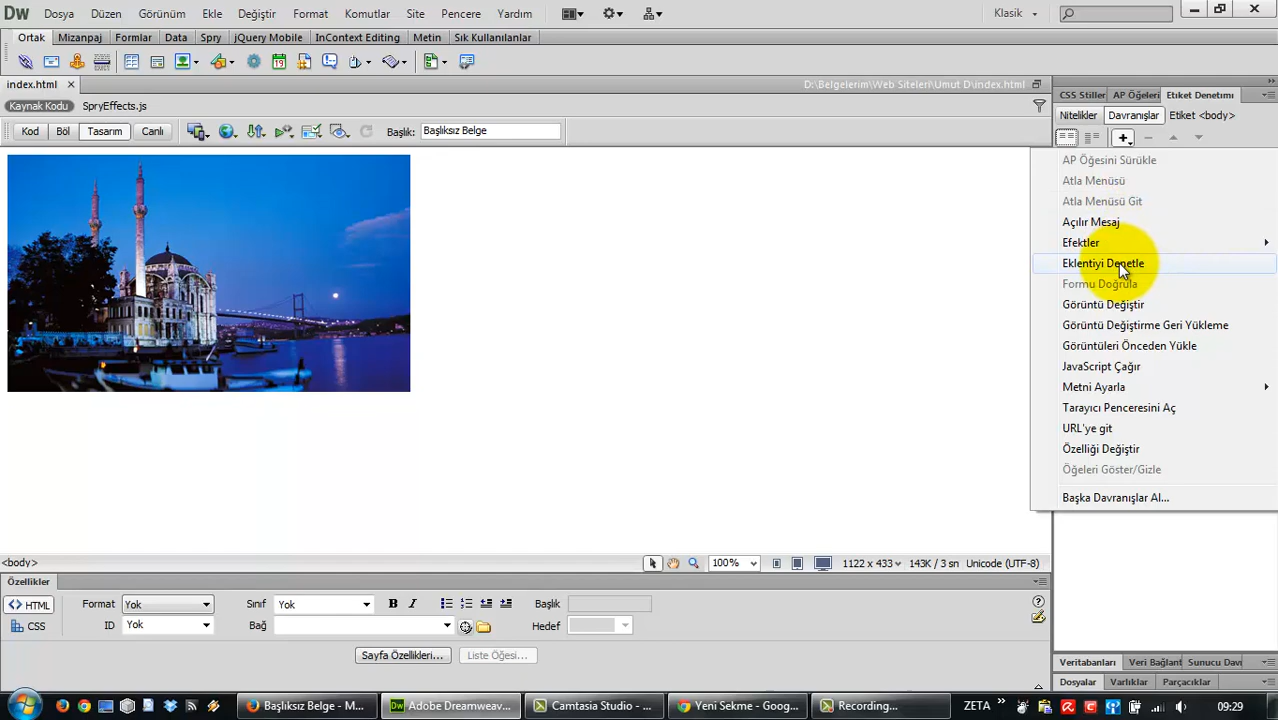 Dw Dosya Düzen Görünüm Ekle Değiştir Format Komutlar Site Pencere Yardım Klasik
Ortak Mizanpaj Formlar Data Spry jQuery Mobile InContext Editing Metin Sık Kullanılanlar
index.html D:\Belgelerim\Web Siteleri\Umut D\index.html
Kaynak Kodu SpryEffects.js
Kod Böl Tasarım Canlı Başlık: Başlıksız Belge
CSS Stiller AP Öğeleri Etiket Denetimi
Nitelikler Davranışlar Etiket <body>
AP Öğesini Sürükle
Atla Menüsü
Atla Menüsü Git
Açılır Mesaj
Efektler
Eklentiyi Denetle
Formu Doğrula
Görüntü Değiştir
Görüntü Değiştirme Geri Yükleme
Görüntüleri Önceden Yükle
JavaScript Çağır
Metni Ayarla
Tarayıcı Penceresini Aç
URL'ye git
Özelliği Değiştir
Öğeleri Göster/Gizle
Başka Davranışlar Al...
<body> 100% 1122 x 433 143K / 3 sn Unicode (UTF-8)
Özellikler
<> HTML Format Yok Sınıf Yok B I Başlık
CSS ID Yok Bağ Hedef
Sayfa Özellikleri... Liste Öğesi...
Veritabanları Veri Bağlant Sunucu Davr
Dosyalar Varlıklar Parçacıklar
Başlıksız Belge - M... Adobe Dreamweav... Camtasia Studio - ... Yeni Sekme - Goog... Recording... ZETA 09:29